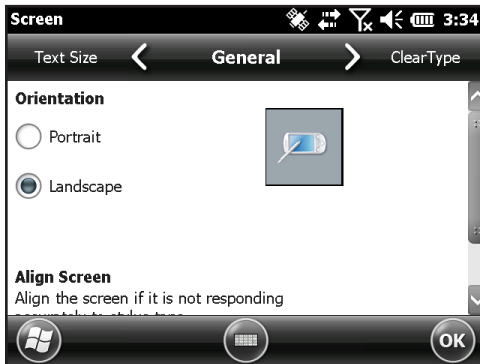 Screen 3:34
Text Size General ClearType
Orientation
Portrait
Landscape
Align Screen
Align the screen if it is not responding
OK